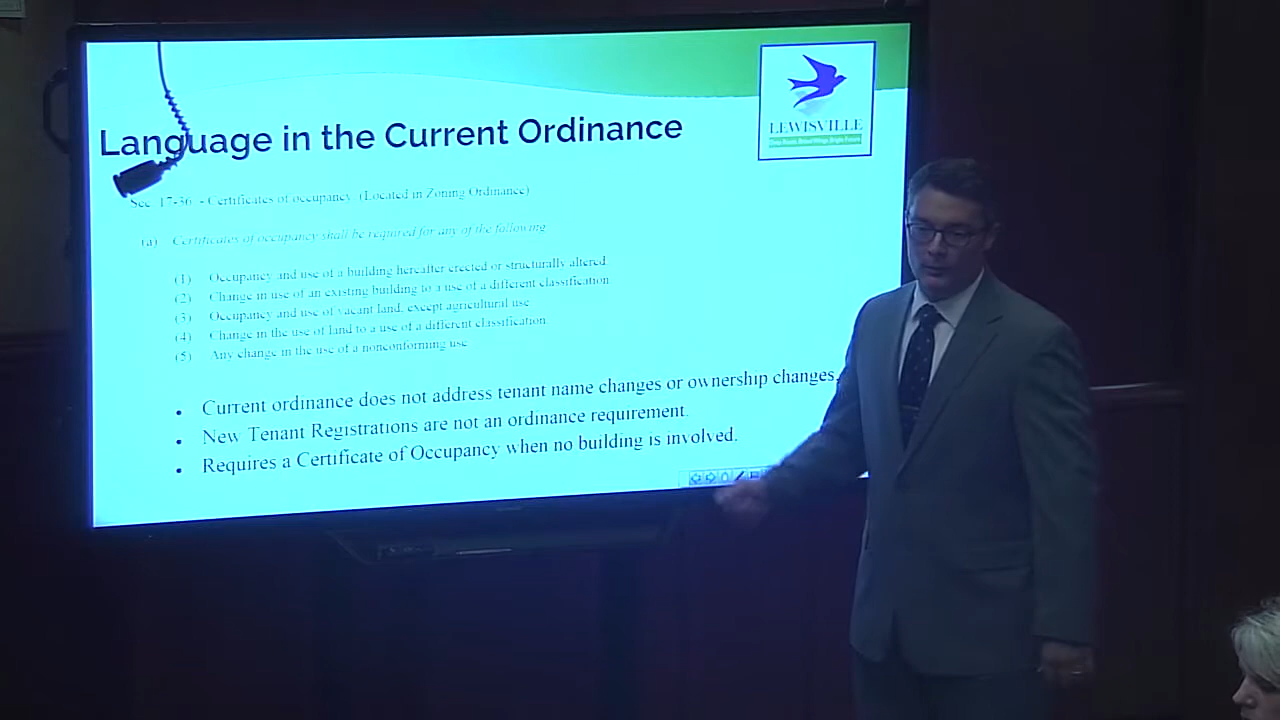 Language in the Current Ordinance
LEWISVILLE
Sec. 17-36. - Certificates of occupancy. (Located in Zoning Ordinance)
(a) Certificates of occupancy shall be required for any of the following
(1) Occupancy and use of a building hereafter erected or structurally altered.
(2) Change in use of an existing building to a use of a different classification.
(3) Occupancy and use of vacant land, except agricultural use
(4) Change in the use of land to a use of a different classification.
(5) Any change in the use of a nonconforming use
• Current ordinance does not address tenant name changes or ownership changes.
• New Tenant Registrations are not an ordinance requirement.
• Requires a Certificate of Occupancy when no building is involved.